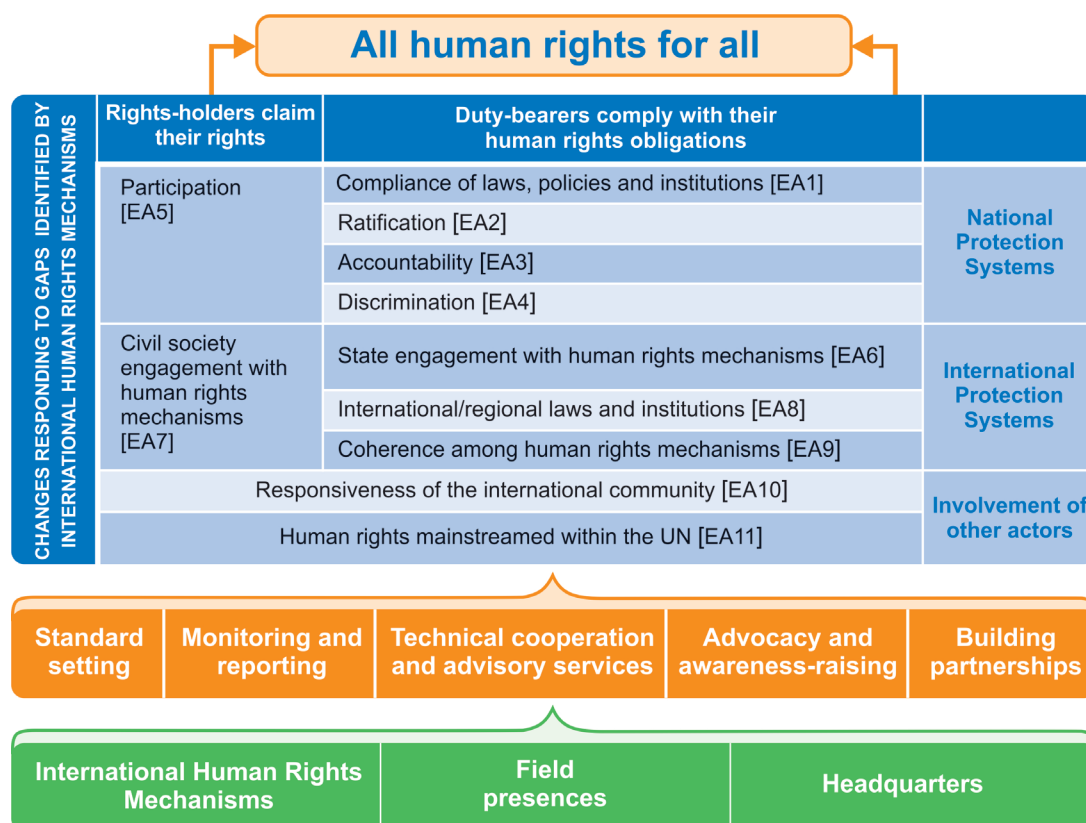 All human rights for all
CHANGES RESPONDING TO GAPS IDENTIFIED BY
INTERNATIONAL HUMAN RIGHTS MECHANISMS
Rights-holders claim
their rights
Duty-bearers comply with their
human rights obligations
Participation
[EA5]
Compliance of laws, policies and institutions [EA1]
Ratification [EA2]
Accountability [EA3]
Discrimination [EA4]
National
Protection
Systems
Civil society
engagement with
human rights
mechanisms
[EA7]
State engagement with human rights mechanisms [EA6]
International/regional laws and institutions [EA8]
Coherence among human rights mechanisms [EA9]
International
Protection
Systems
Responsiveness of the international community [EA10]
Human rights mainstreamed within the UN [EA11]
Involvement of
other actors
Standard
setting
Monitoring and
reporting
Technical cooperation
and advisory services
Advocacy and
awareness-raising
Building
partnerships
International Human Rights
Mechanisms
Field
presences
Headquarters